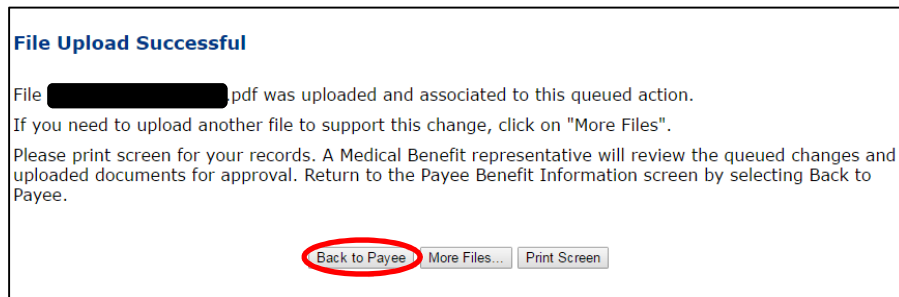 File Upload Successful
File .pdf was uploaded and associated to this queued action.
If you need to upload another file to support this change, click on "More Files".
Please print screen for your records. A Medical Benefit representative will review the queued changes and
uploaded documents for approval. Return to the Payee Benefit Information screen by selecting Back to
Payee.
Back to Payee More Files... Print Screen